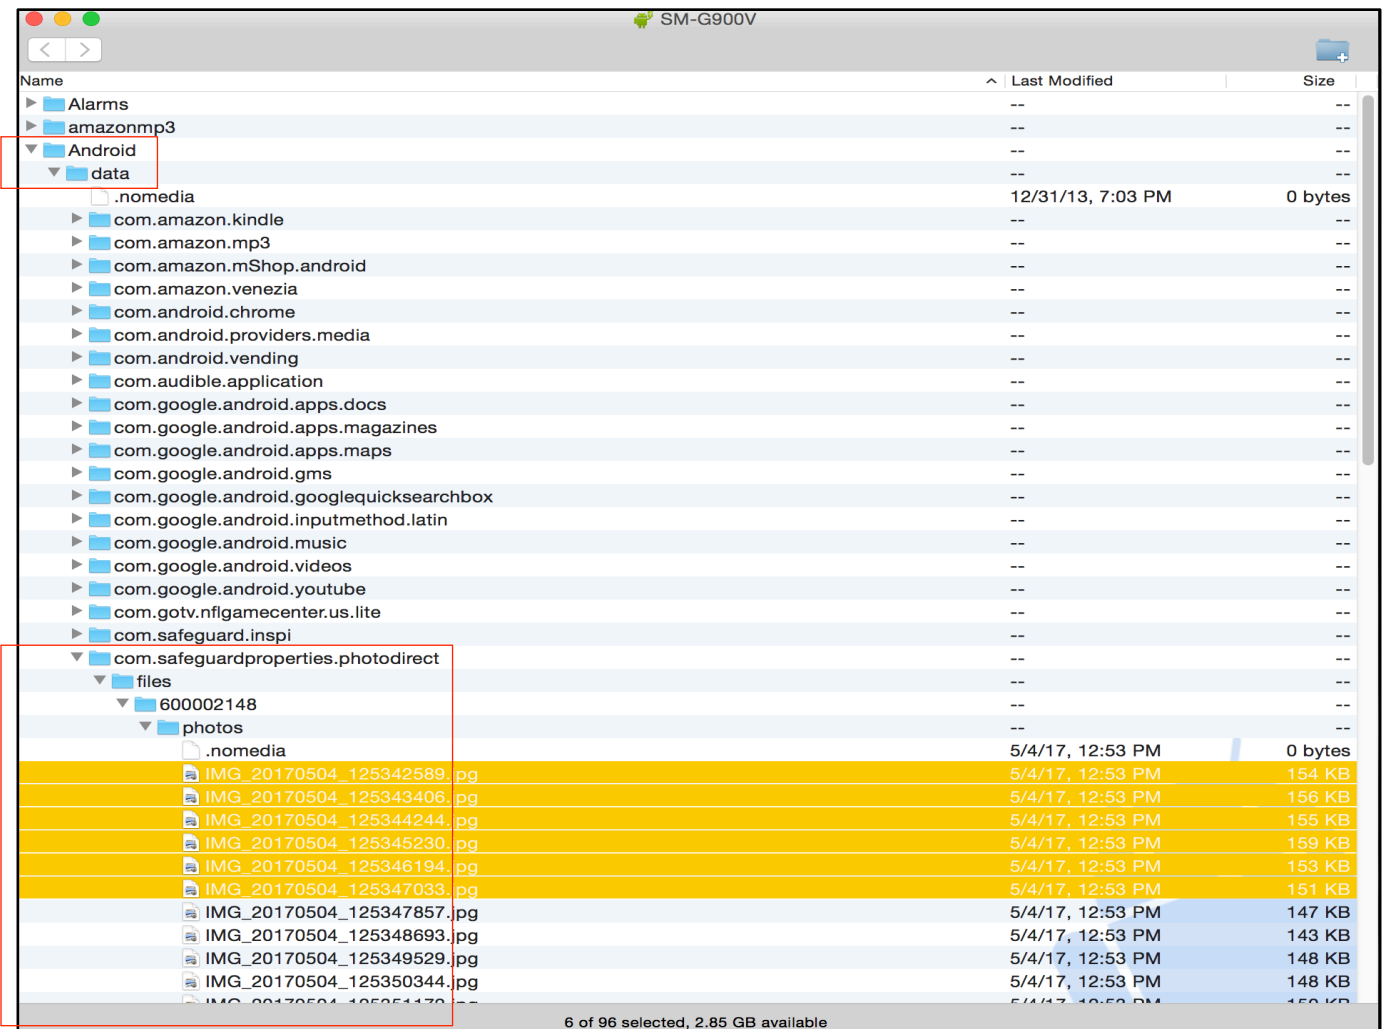 SM-G900V
Name Last Modified Size
Alarms -- --
amazonmp3 -- --
Android -- --
data -- --
.nomedia 12/31/13, 7:03 PM 0 bytes
com.amazon.kindle -- --
com.amazon.mp3 -- --
com.amazon.mShop.android -- --
com.amazon.venezia -- --
com.android.chrome -- --
com.android.providers.media -- --
com.android.vending -- --
com.audible.application -- --
com.google.android.apps.docs -- --
com.google.android.apps.magazines -- --
com.google.android.apps.maps -- --
com.google.android.gms -- --
com.google.android.googlequicksearchbox -- --
com.google.android.inputmethod.latin -- --
com.google.android.music -- --
com.google.android.videos -- --
com.google.android.youtube -- --
com.gotv.nflgamecenter.us.lite -- --
com.safeguard.inspi -- --
com.safeguardproperties.photodirect -- --
files -- --
600002148 -- --
photos -- --
.nomedia 5/4/17, 12:53 PM 0 bytes
IMG_20170504_125342589.jpg 5/4/17, 12:53 PM 154 KB
IMG_20170504_125343406.jpg 5/4/17, 12:53 PM 156 KB
IMG_20170504_125344244.jpg 5/4/17, 12:53 PM 155 KB
IMG_20170504_125345230.jpg 5/4/17, 12:53 PM 159 KB
IMG_20170504_125346194.jpg 5/4/17, 12:53 PM 153 KB
IMG_20170504_125347033.jpg 5/4/17, 12:53 PM 151 KB
IMG_20170504_125347857.jpg 5/4/17, 12:53 PM 147 KB
IMG_20170504_125348693.jpg 5/4/17, 12:53 PM 143 KB
IMG_20170504_125349529.jpg 5/4/17, 12:53 PM 148 KB
IMG_20170504_125350344.jpg 5/4/17, 12:53 PM 148 KB
6 of 96 selected, 2.85 GB available